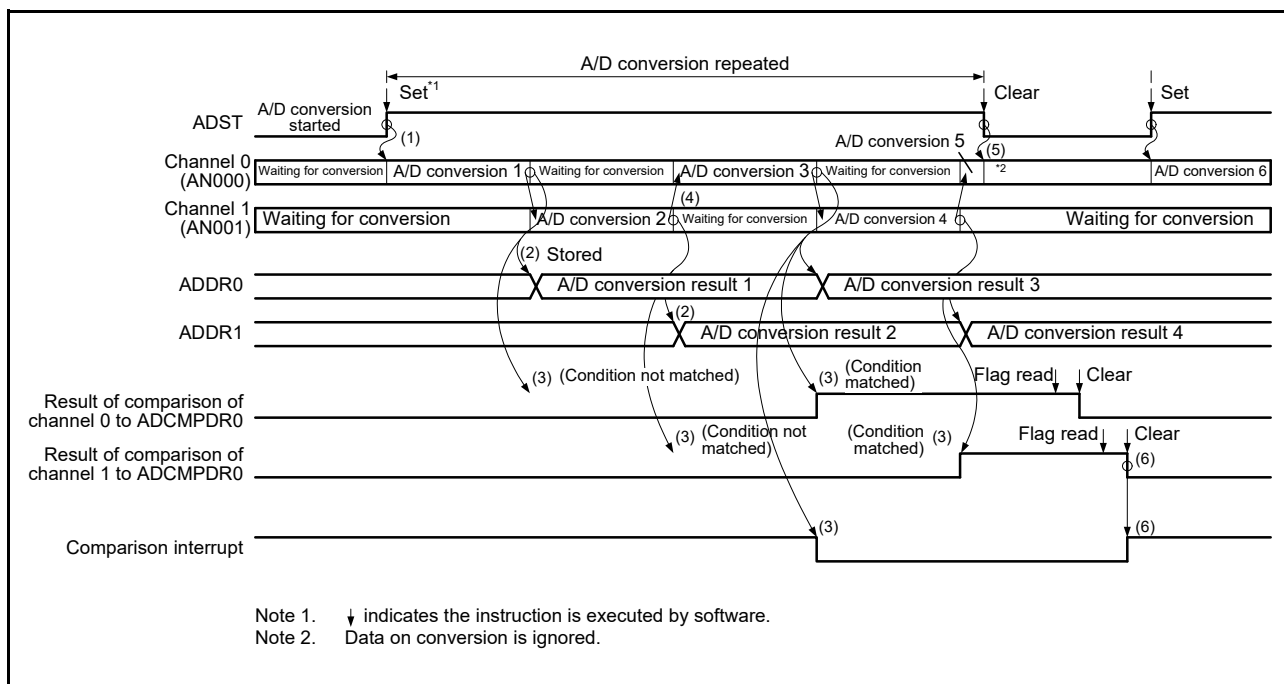 A/D conversion repeated
Set*1
Clear
Set
ADST
A/D conversion
started
(1)
A/D conversion 5
(5)
Channel 0
(AN000)
Waiting for conversion
A/D conversion 1
Waiting for conversion
A/D conversion 3
Waiting for conversion
*2
A/D conversion 6
(4)
Channel 1
(AN001)
Waiting for conversion
A/D conversion 2
Waiting for conversion
A/D conversion 4
Waiting for conversion
(2) Stored
ADDR0
A/D conversion result 1
A/D conversion result 3
(2)
ADDR1
A/D conversion result 2
A/D conversion result 4
(3) (Condition not matched)
(3) (Condition
matched)
Flag read
Clear
Result of comparison of
channel 0 to ADCMPDR0
(3) (Condition not
matched)
(Condition
matched) (3)
Flag read
Clear
Result of comparison of
channel 1 to ADCMPDR0
(6)
(3)
(6)
Comparison interrupt
Note 1. ↓ indicates the instruction is executed by software.
Note 2. Data on conversion is ignored.